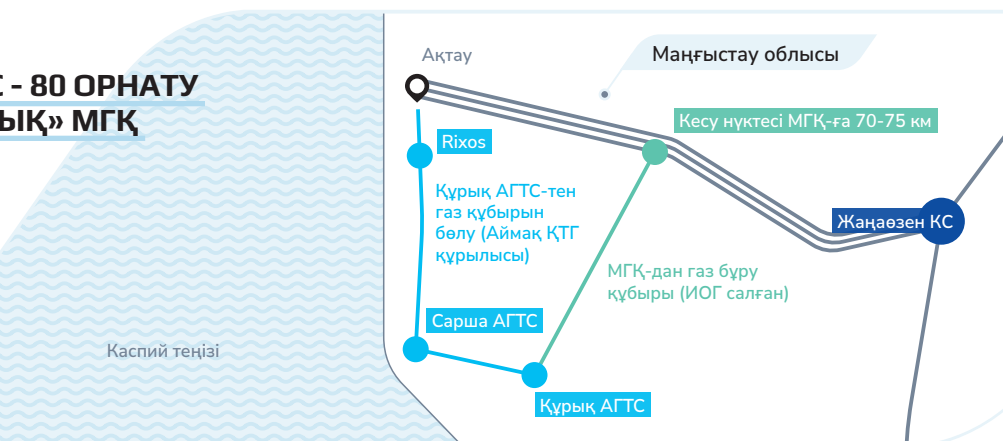 - 80 ОРНАТУ
МГҚ
Ақтау
Маңғыстау облысы
Кесу нүктесі МГҚ-ға 70-75 км
Rixos
Құрық АГТС-тен
газ құбырын
бөлу (Аймақ ҚТГ
құрылысы)
Жаңаөзен КС
МГҚ-дан газ бұру
құбыры (ИОГ салған)
Сарша АГТС
Каспий теңізі
Құрық АГТС